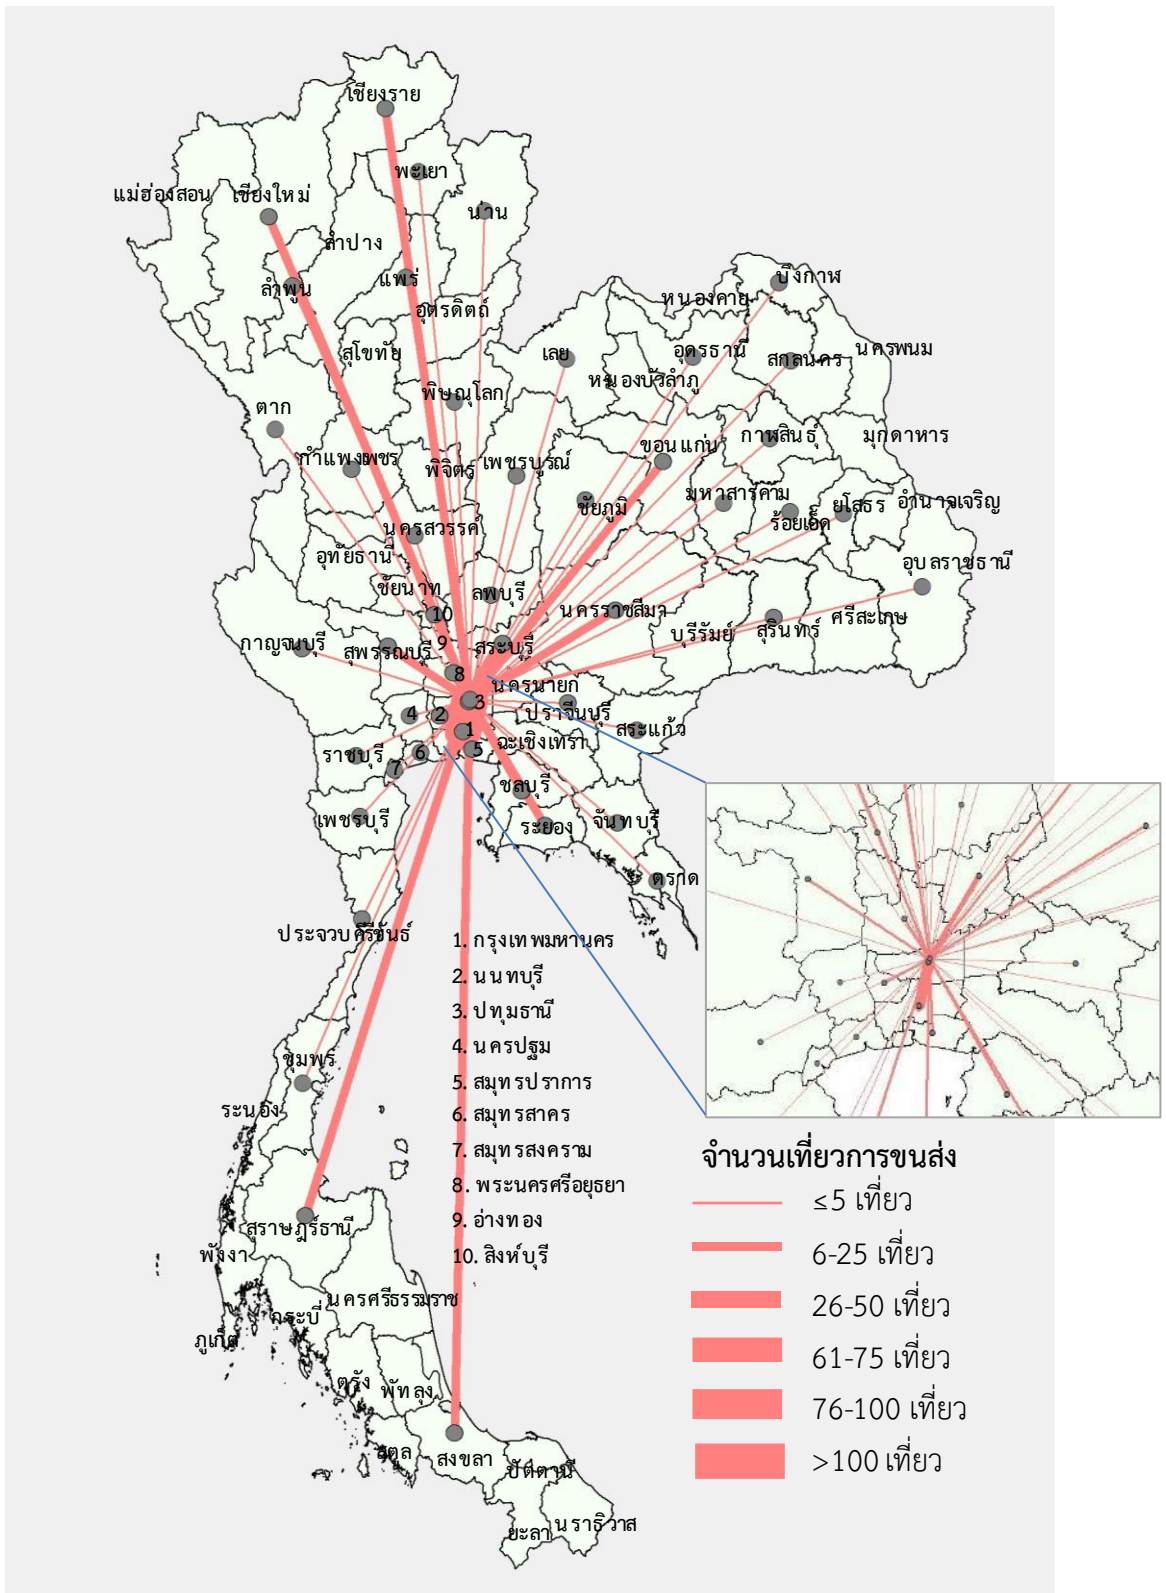 เชียงราย
พะเยา
แม่ฮ่องสอน
เชียงใหม่
น่าน
ลำปาง
แพร่
ลำพูน
อุตรดิตถ์
บึงกาฬ
หนองคาย
สุโขทัย
เลย
อุดรธานี
สกลนคร
นครพนม
หนองบัวลำภู
พิษณุโลก
ตาก
กำแพงเพชร
พิจิตร
เพชรบูรณ์
ขอนแก่น
กาฬสินธุ์
มุกดาหาร
มหาสารคาม
ชัยภูมิ
ร้อยเอ็ด
ยโสธร
อำนาจเจริญ
นครสวรรค์
อุทัยธานี
อุบลราชธานี
ชัยนาท
ลพบุรี
นครราชสีมา
10
บุรีรัมย์
สุรินทร์
ศรีสะเกษ
กาญจนบุรี
สุพรรณบุรี
9
สระบุรี
8
นครนายก
3
ปราจีนบุรี
4
2
สระแก้ว
1
ฉะเชิงเทรา
5
ราชบุรี
6
7
ชลบุรี
เพชรบุรี
ระยอง
จันทบุรี
ตราด
ประจวบคีรีขันธ์
1. กรุงเทพมหานคร
2. นนทบุรี
3. ปทุมธานี
4. นครปฐม
5. สมุทรปราการ
6. สมุทรสาคร
7. สมุทรสงคราม
8. พระนครศรีอยุธยา
9. อ่างทอง
10. สิงห์บุรี
ชุมพร
ระนอง
สุราษฎร์ธานี
พังงา
นครศรีธรรมราช
กระบี่
ภูเก็ต
ตรัง
พัทลุง
สตูล
สงขลา
ปัตตานี
ยะลา
นราธิวาส
จำนวนเที่ยวการขนส่ง
≤5 เที่ยว
6-25 เที่ยว
26-50 เที่ยว
61-75 เที่ยว
76-100 เที่ยว
>100 เที่ยว